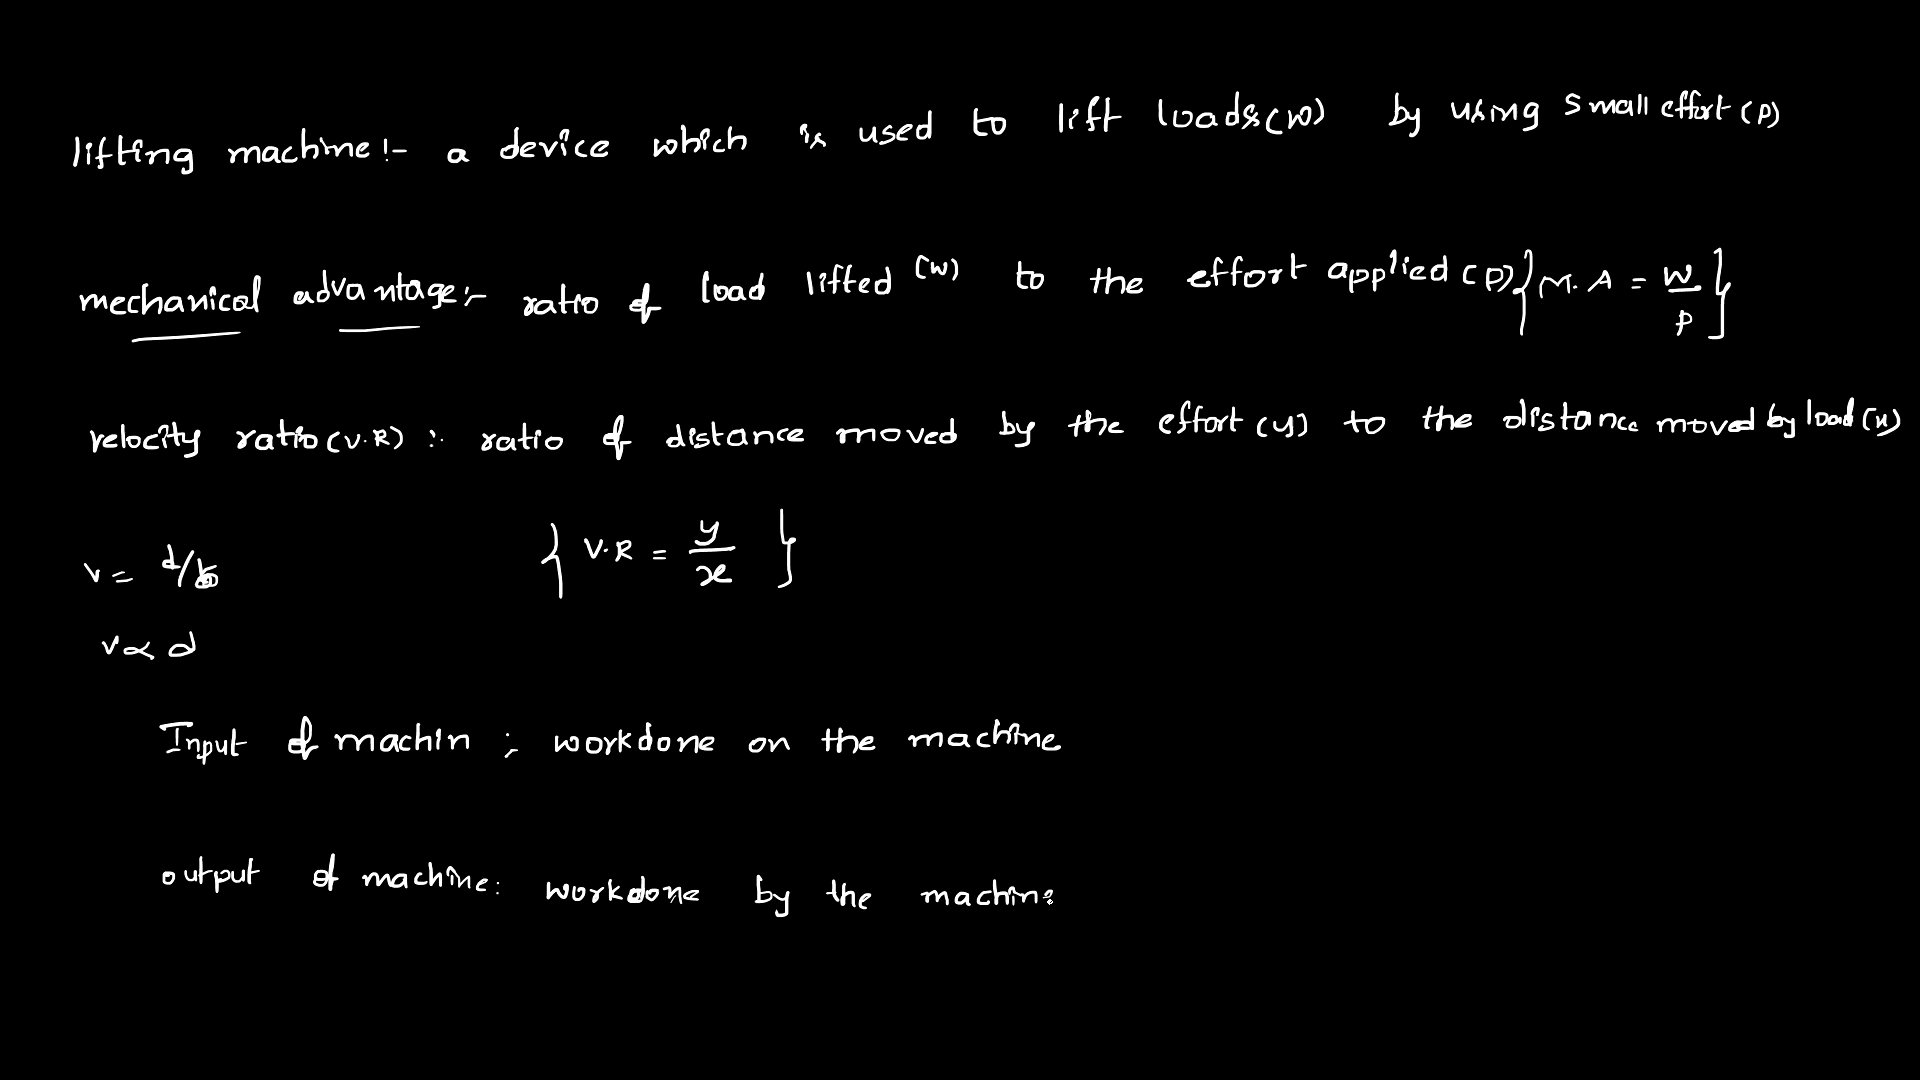 lifting machine:- a device which is used to lift loads(W) by using small effort(P)
mechanical advantage:- ratio of load lifted (W) to the effort applied(P) { M.A = W/P }
velocity ratio(V.R) :- ratio of distance moved by the effort(y) to the distance moved by load(x)
v = d/t { V.R = y/x }
v ∝ d
Input of machin :- workdone on the machine
output of machine: workdone by the machine